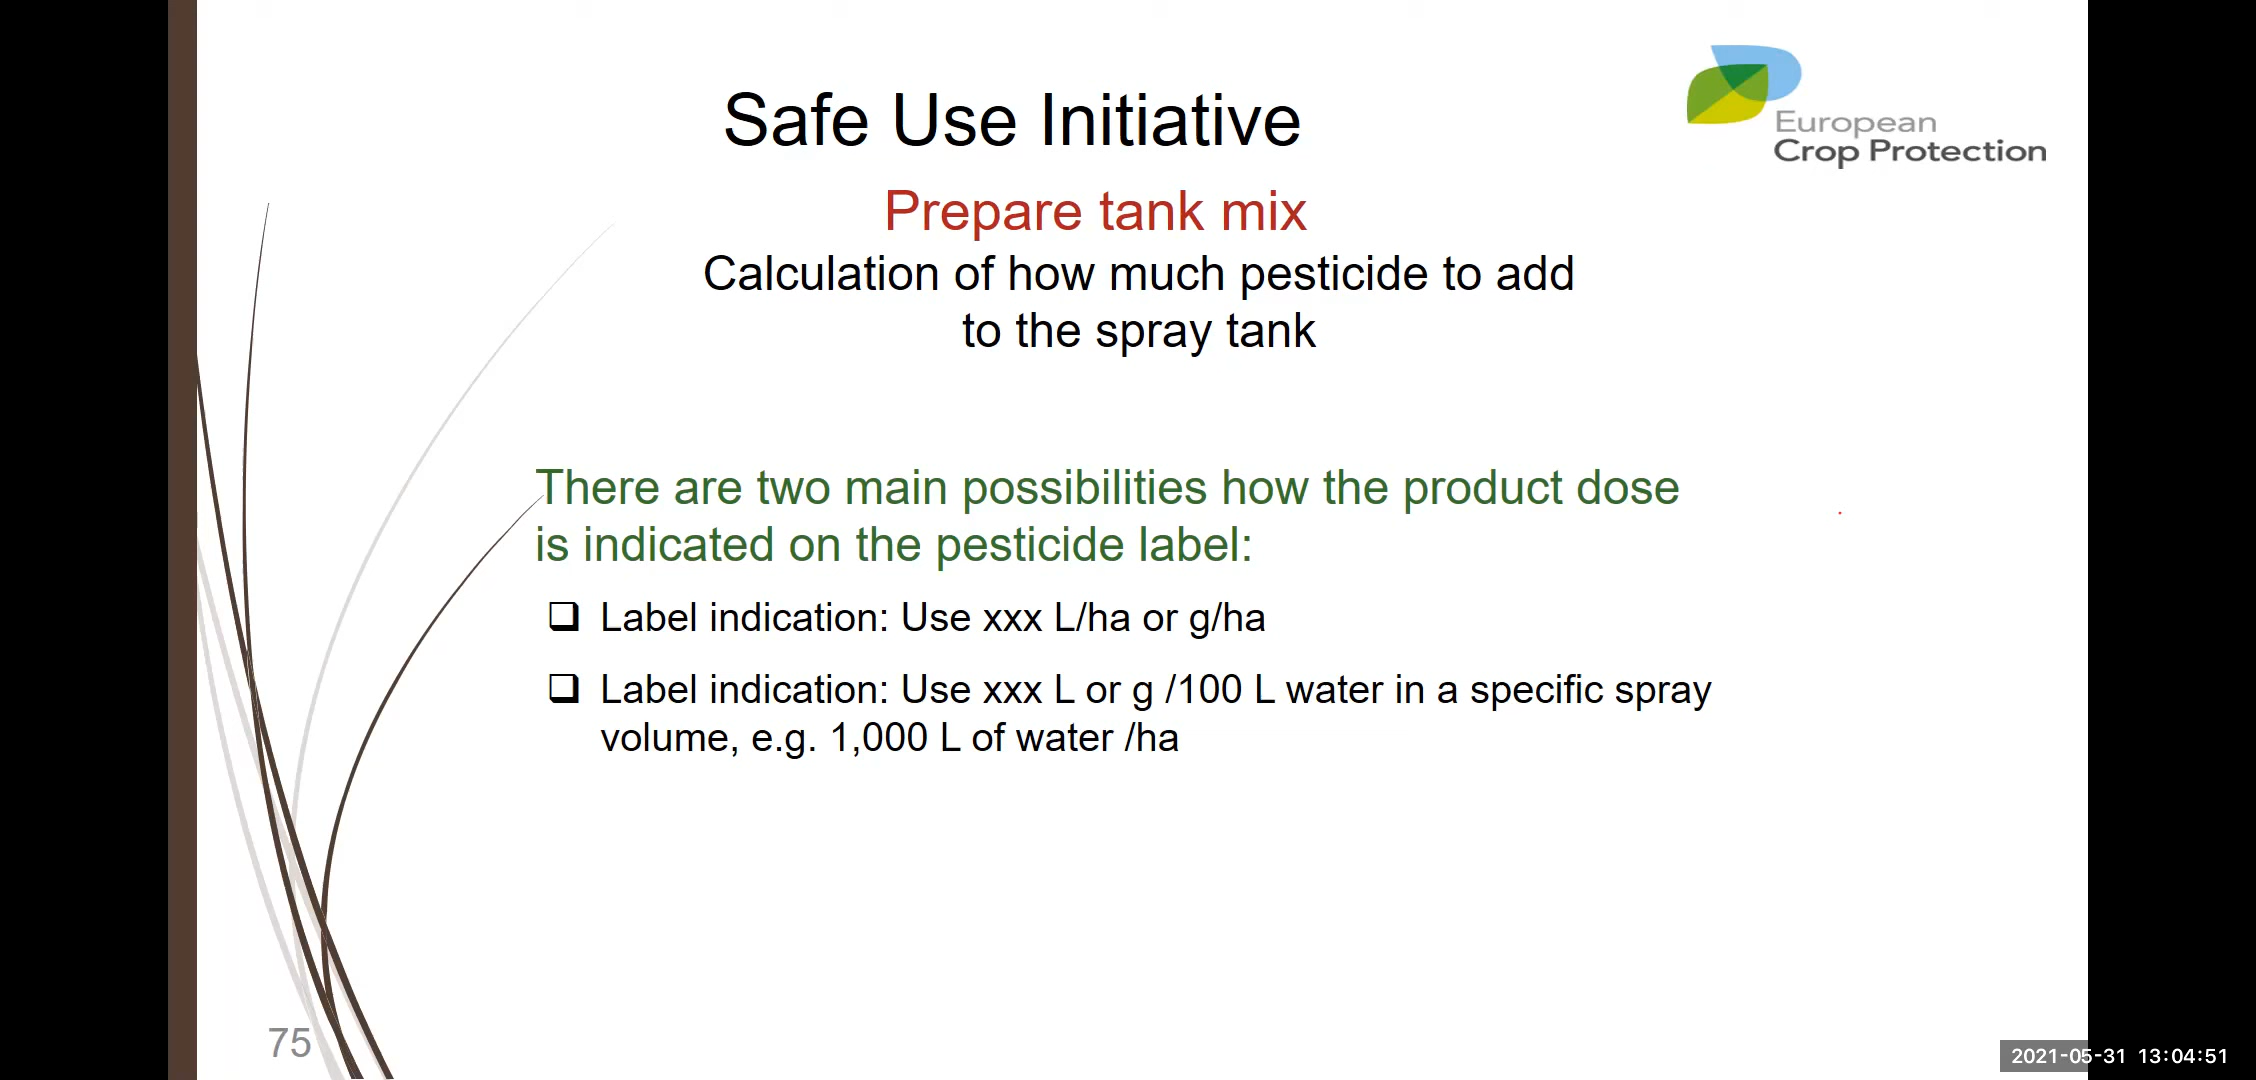 Safe Use Initiative
European
Crop Protection
Prepare tank mix
Calculation of how much pesticide to add
to the spray tank
There are two main possibilities how the product dose
is indicated on the pesticide label:
❑ Label indication: Use xxx L/ha or g/ha
❑ Label indication: Use xxx L or g /100 L water in a specific spray
volume, e.g. 1,000 L of water /ha
75
2021-05-31 13:04:51